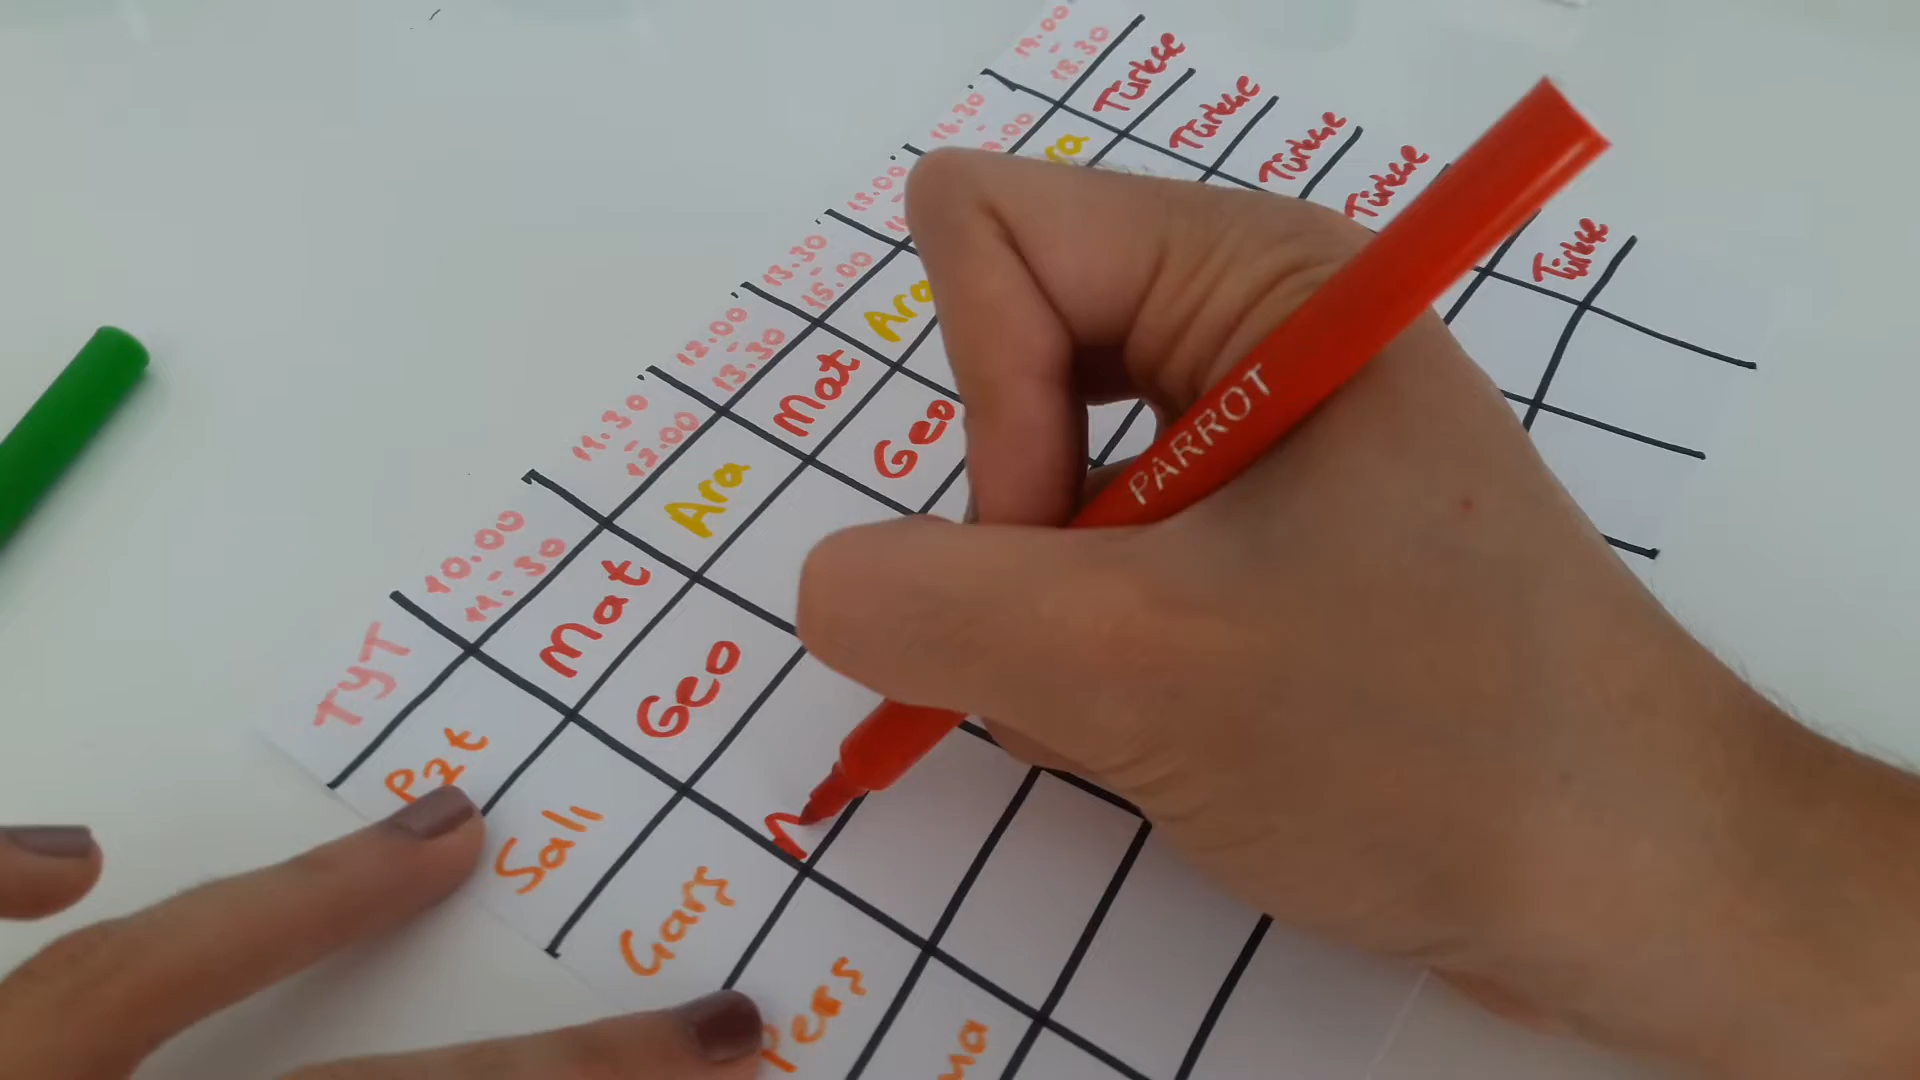 TYT
10.00
-
11.30
11.30
-
12.00
12.00
-
13.30
13.30
-
15.00
15.00
-
16.30
-
17.00
-
18.30
Pzt
Mat
Ara
Mat
Ara
Türkçe
Salı
Geo
Geo
Türkçe
Çarş
Türkçe
Perş
Türkçe
Türkçe
PARROT